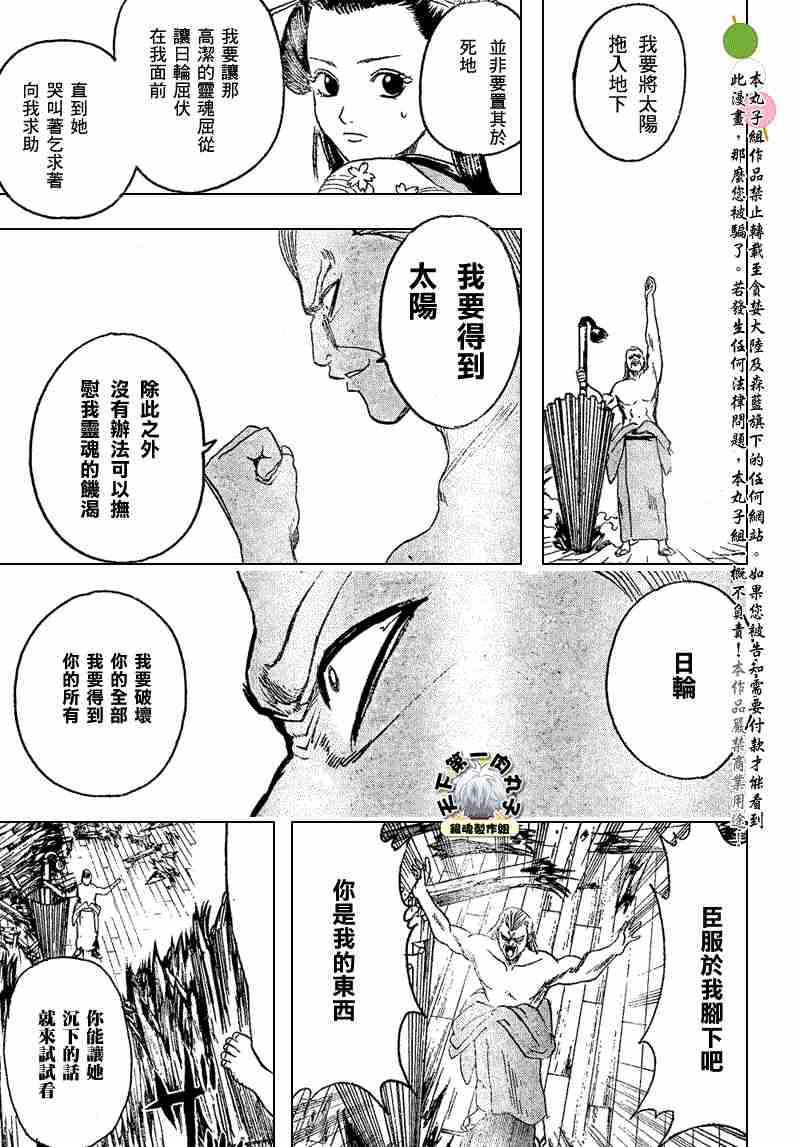 我要將太陽
拖入地下
並非要置其於
死地
我要讓那
高潔的靈魂屈從
讓日輪屈伏
在我面前
直到她
哭叫著乞求著
向我求助
我要得到
太陽
除此之外
沒有辦法可以撫
慰我靈魂的饑渴
日輪
我要破壞
你的全部
我要得到
你的所有
臣服於我腳下吧
你是我的東西
你能讓她
沉下的話
就來試試看
天下第一肉丸子
銀魂製作組
本丸子組作品禁止轉載至貪婪大陸及森藍旗下的任何網站。如果您被告知需要付款才能看到
此漫畫，那麼您被騙了。若發生任何法律問題，本丸子組一概不負責！本作品嚴禁商業用途！